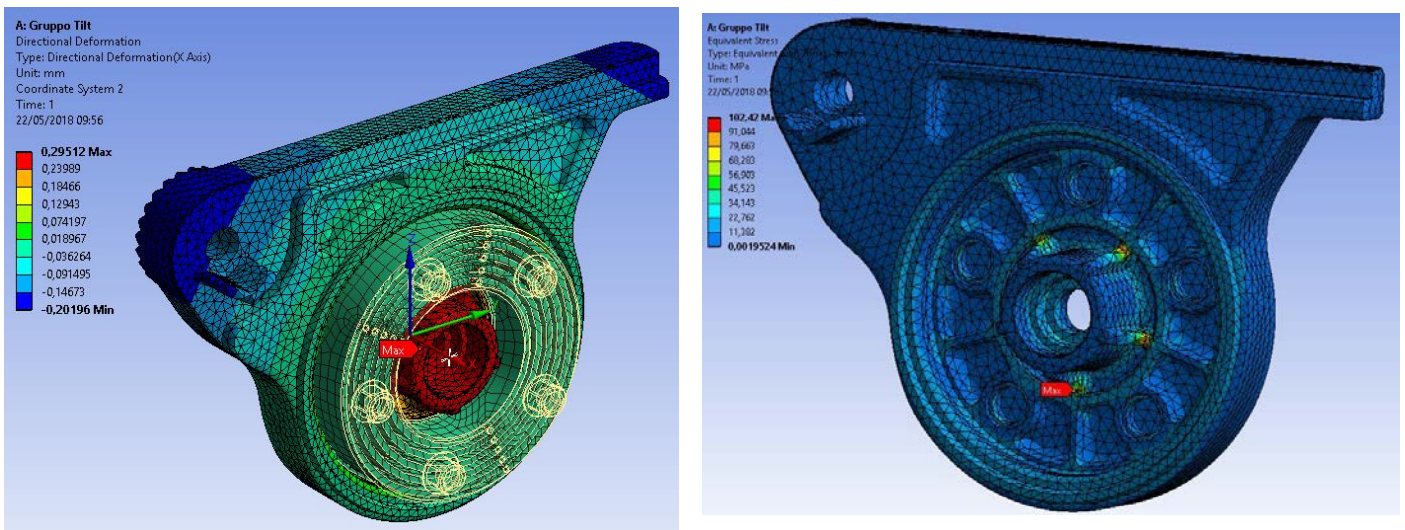 A: Gruppo Tilt
Directional Deformation
Type: Directional Deformation(X Axis)
Unit: mm
Coordinate System 2
Time: 1
22/05/2018 09:56
0,29512 Max
0,23989
0,18466
0,12943
0,074197
0,018967
-0,036264
-0,091495
-0,14673
-0,20196 Min
Max
A: Gruppo Tilt
Equivalent Stress
Type: Equivalent
Unit: MPa
Time: 1
22/05/2018 09:
102,42 Ma
91,044
79,663
68,283
56,903
45,523
34,143
22,762
11,382
0,0019524 Min
Max